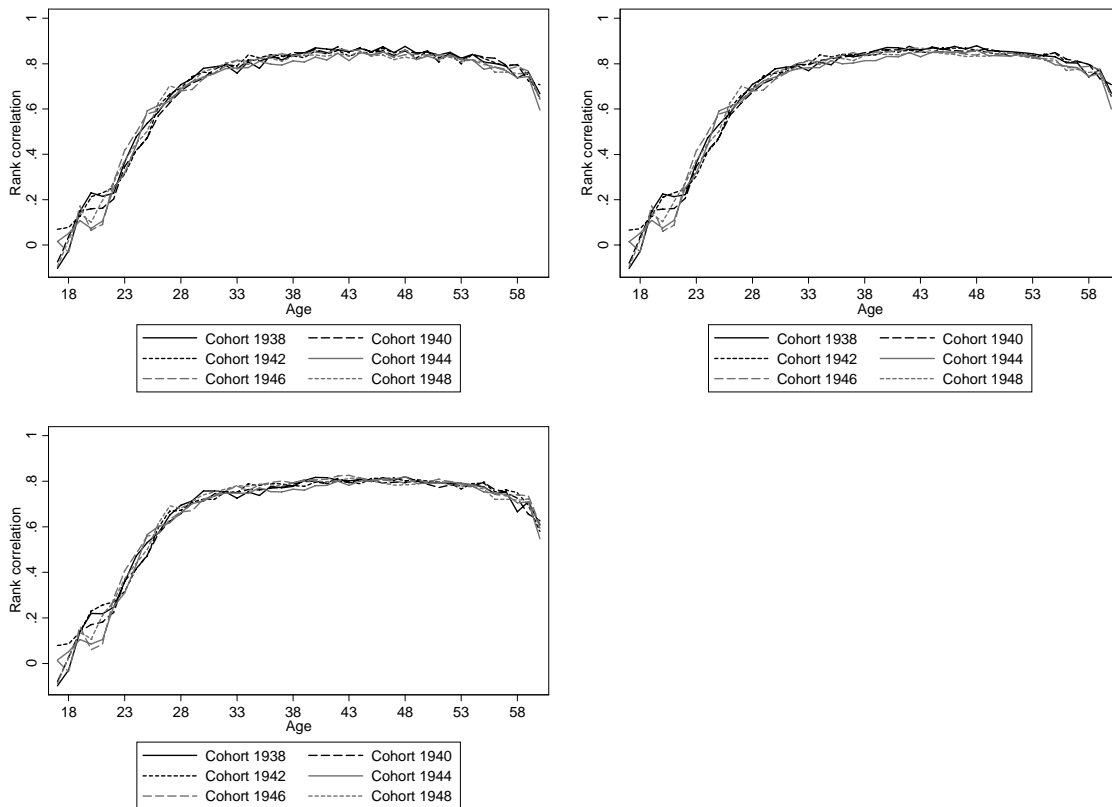 1
.8
.6
.4
.2
0
Rank correlation
18 23 28 33 38 43 48 53 58
Age
Cohort 1938 Cohort 1940
Cohort 1942 Cohort 1944
Cohort 1946 Cohort 1948
1
.8
.6
.4
.2
0
Rank correlation
18 23 28 33 38 43 48 53 58
Age
Cohort 1938 Cohort 1940
Cohort 1942 Cohort 1944
Cohort 1946 Cohort 1948
1
.8
.6
.4
.2
0
Rank correlation
18 23 28 33 38 43 48 53 58
Age
Cohort 1938 Cohort 1940
Cohort 1942 Cohort 1944
Cohort 1946 Cohort 1948